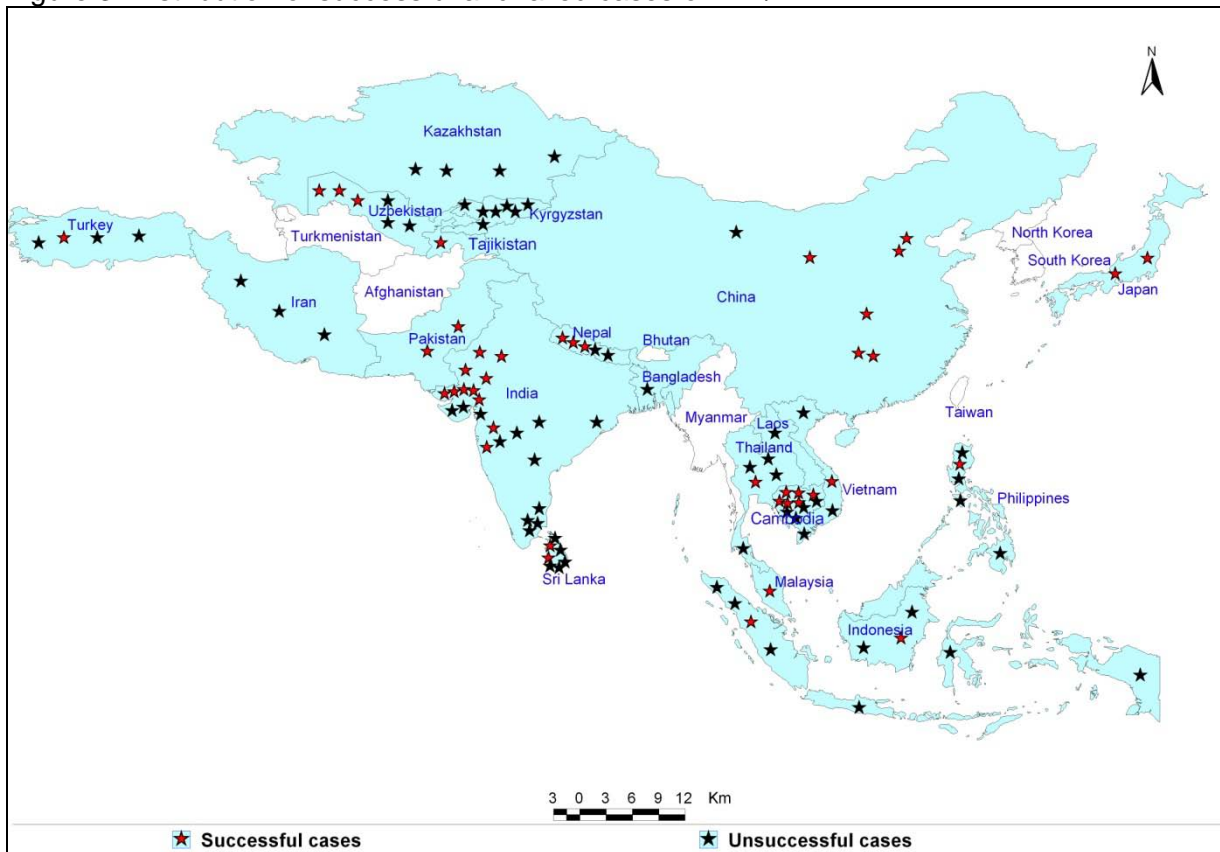 N
Kazakhstan
Uzbekistan
Kyrgyzstan
Turkey
Turkmenistan
Tajikistan
North Korea
South Korea
Japan
Iran
Afghanistan
China
Pakistan
Nepal
Bhutan
India
Bangladesh
Myanmar
Laos
Taiwan
Thailand
Vietnam
Philippines
Cambodia
Sri Lanka
Malaysia
Indonesia
3 0 3 6 9 12 Km
Successful cases
Unsuccessful cases